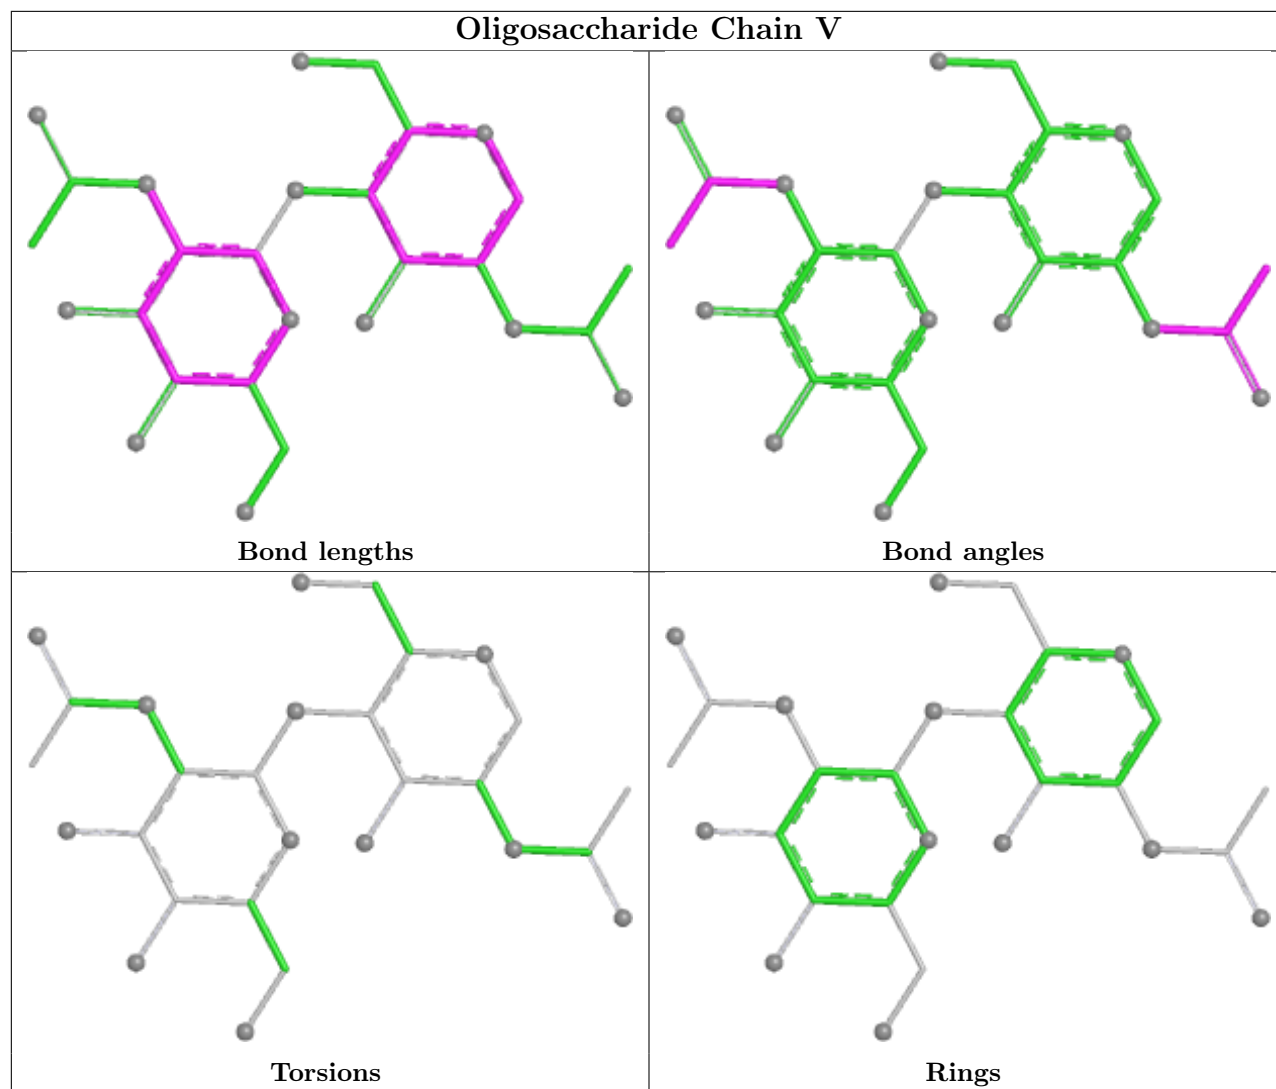 Oligosaccharide Chain V
Bond lengths
Bond angles
Torsions
Rings